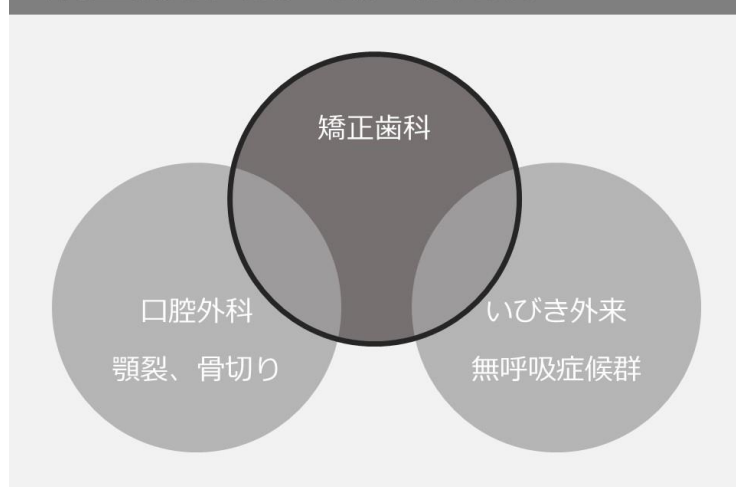 矯正歯科
口腔外科
顎裂、骨切り
いびき外来
無呼吸症候群